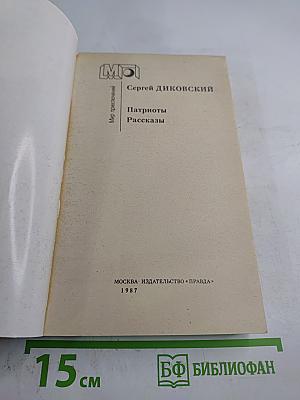 МП
Мир приключений
Сергей ДИКОВСКИЙ
Патриоты
Рассказы
МОСКВА · ИЗДАТЕЛЬСТВО «ПРАВДА»
1987
15 см
БФ БИБЛИОФАН